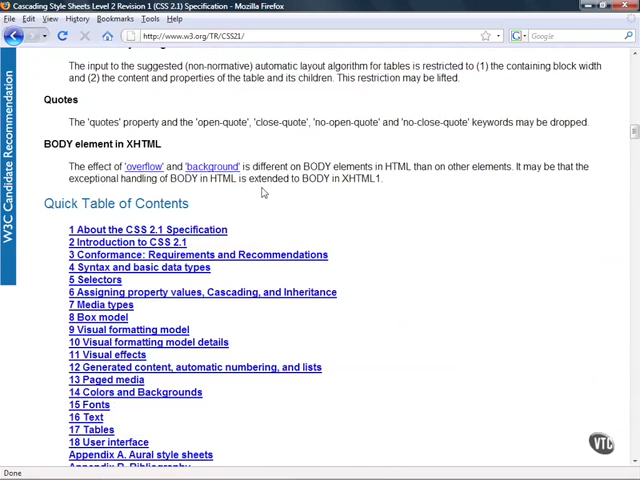 Cascading Style Sheets Level 2 Revision 1 (CSS 2.1) Specification - Mozilla Firefox
File Edit View History Bookmarks Tools Help
http://www.w3.org/TR/CSS21/
Google
The input to the suggested (non-normative) automatic layout algorithm for tables is restricted to (1) the containing block width
and (2) the content and properties of the table and its children. This restriction may be lifted.
Quotes
The 'quotes' property and the 'open-quote', 'close-quote', 'no-open-quote' and 'no-close-quote' keywords may be dropped.
BODY element in XHTML
The effect of 'overflow' and 'background' is different on BODY elements in HTML than on other elements. It may be that the
exceptional handling of BODY in HTML is extended to BODY in XHTML1.
W3C Candidate Recommendation
Quick Table of Contents
1 About the CSS 2.1 Specification
2 Introduction to CSS 2.1
3 Conformance: Requirements and Recommendations
4 Syntax and basic data types
5 Selectors
6 Assigning property values, Cascading, and Inheritance
7 Media types
8 Box model
9 Visual formatting model
10 Visual formatting model details
11 Visual effects
12 Generated content, automatic numbering, and lists
13 Paged media
14 Colors and Backgrounds
15 Fonts
16 Text
17 Tables
18 User interface
Appendix A. Aural style sheets
Appendix B. Bibliography
VTC
Done